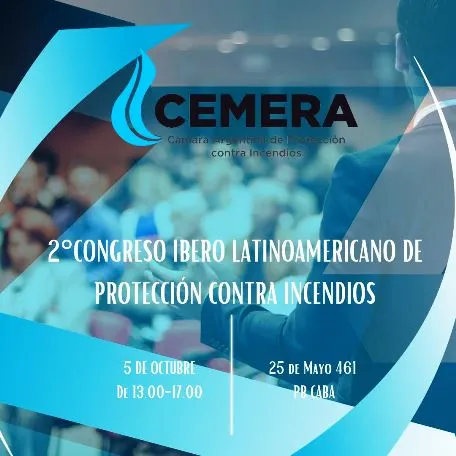 CEMERA
Cámara Argentina de Protección
contra Incendios
2°CONGRESO IBERO LATINOAMERICANO DE
PROTECCIÓN CONTRA INCENDIOS
5 DE OCTUBRE
De 13.00-17.00
25 de Mayo 461
PB CABA